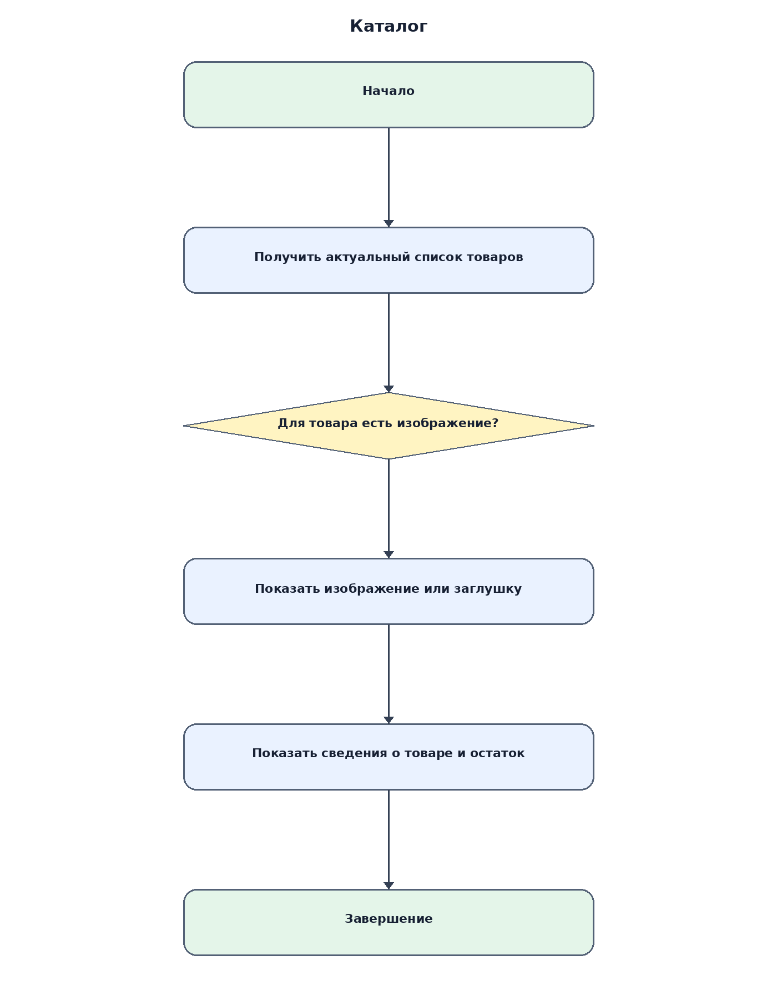 Каталог
Начало
Получить актуальный список товаров
Для товара есть изображение?
Показать изображение или заглушку
Показать сведения о товаре и остаток
Завершение